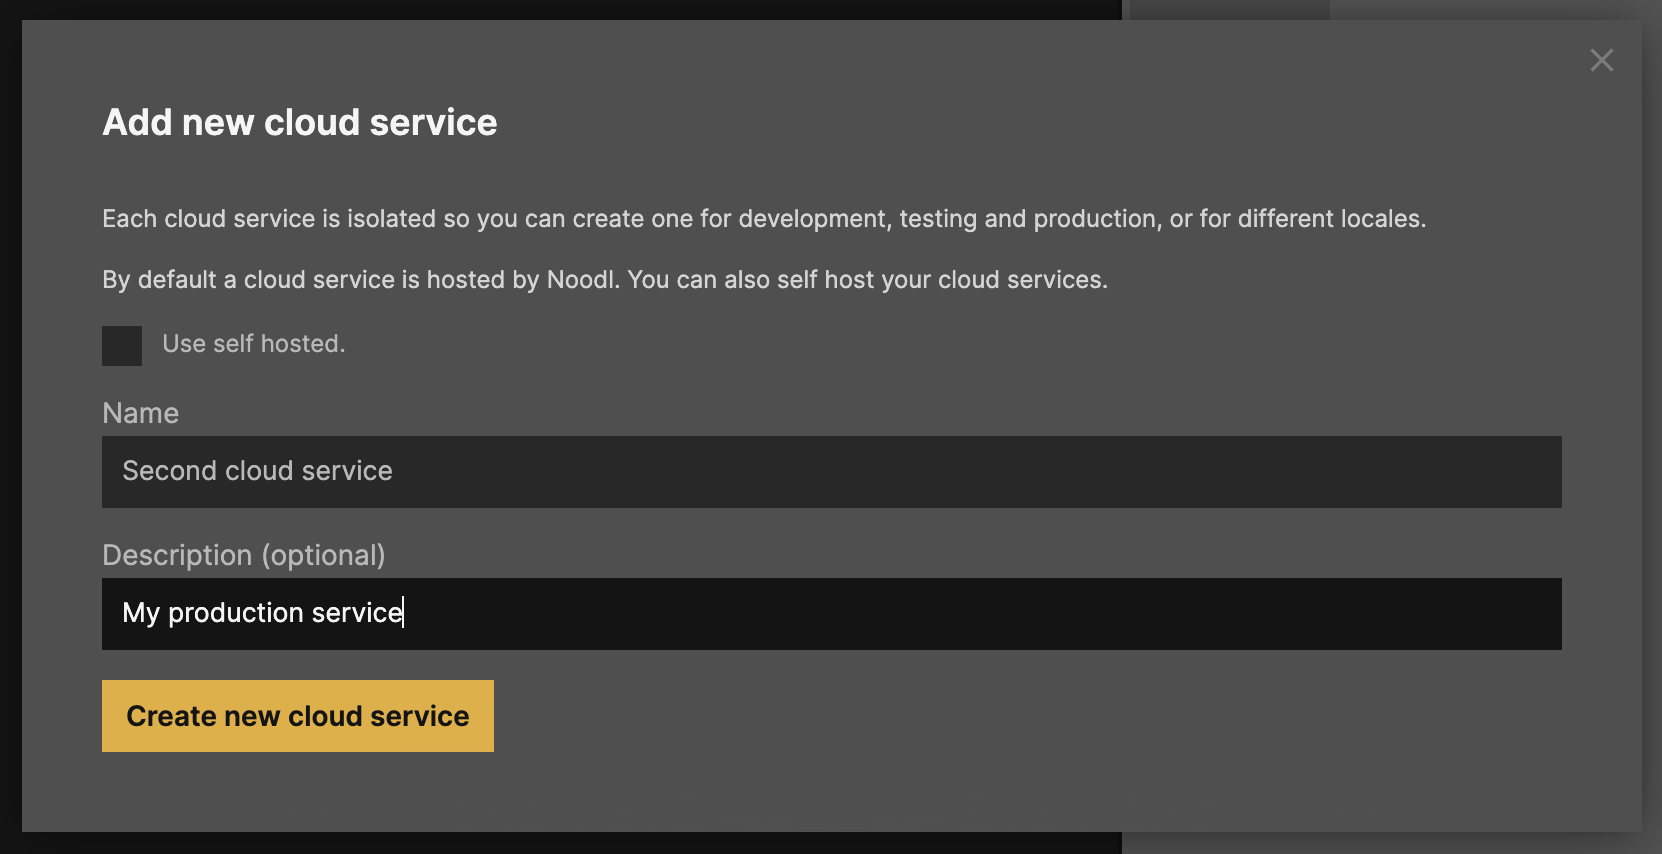 Add new cloud service
Each cloud service is isolated so you can create one for development, testing and production, or for different locales.
By default a cloud service is hosted by Noodl. You can also self host your cloud services.
Use self hosted.
Name
Second cloud service
Description (optional)
My production service
Create new cloud service